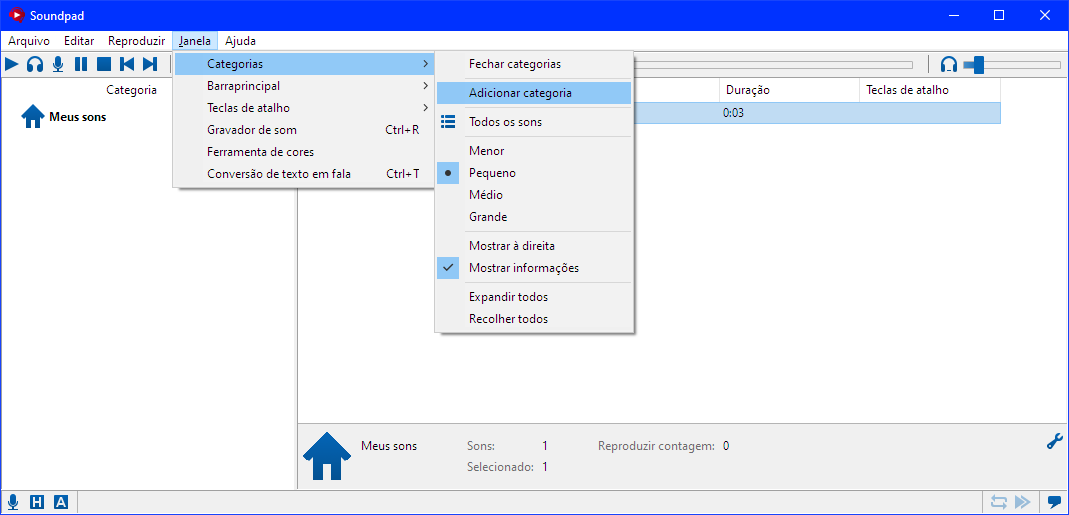 Soundpad
Arquivo Editar Reproduzir Janela Ajuda
Categorias
Barraprincipal
Teclas de atalho
Gravador de som Ctrl+R
Ferramenta de cores
Conversão de texto em fala Ctrl+T
Fechar categorias
Adicionar categoria
Todos os sons
Menor
Pequeno
Médio
Grande
Mostrar à direita
Mostrar informações
Expandir todos
Recolher todos
Categoria
Meus sons
Duração Teclas de atalho
0:03
Meus sons Sons: 1 Reproduzir contagem: 0
Selecionado: 1
H A